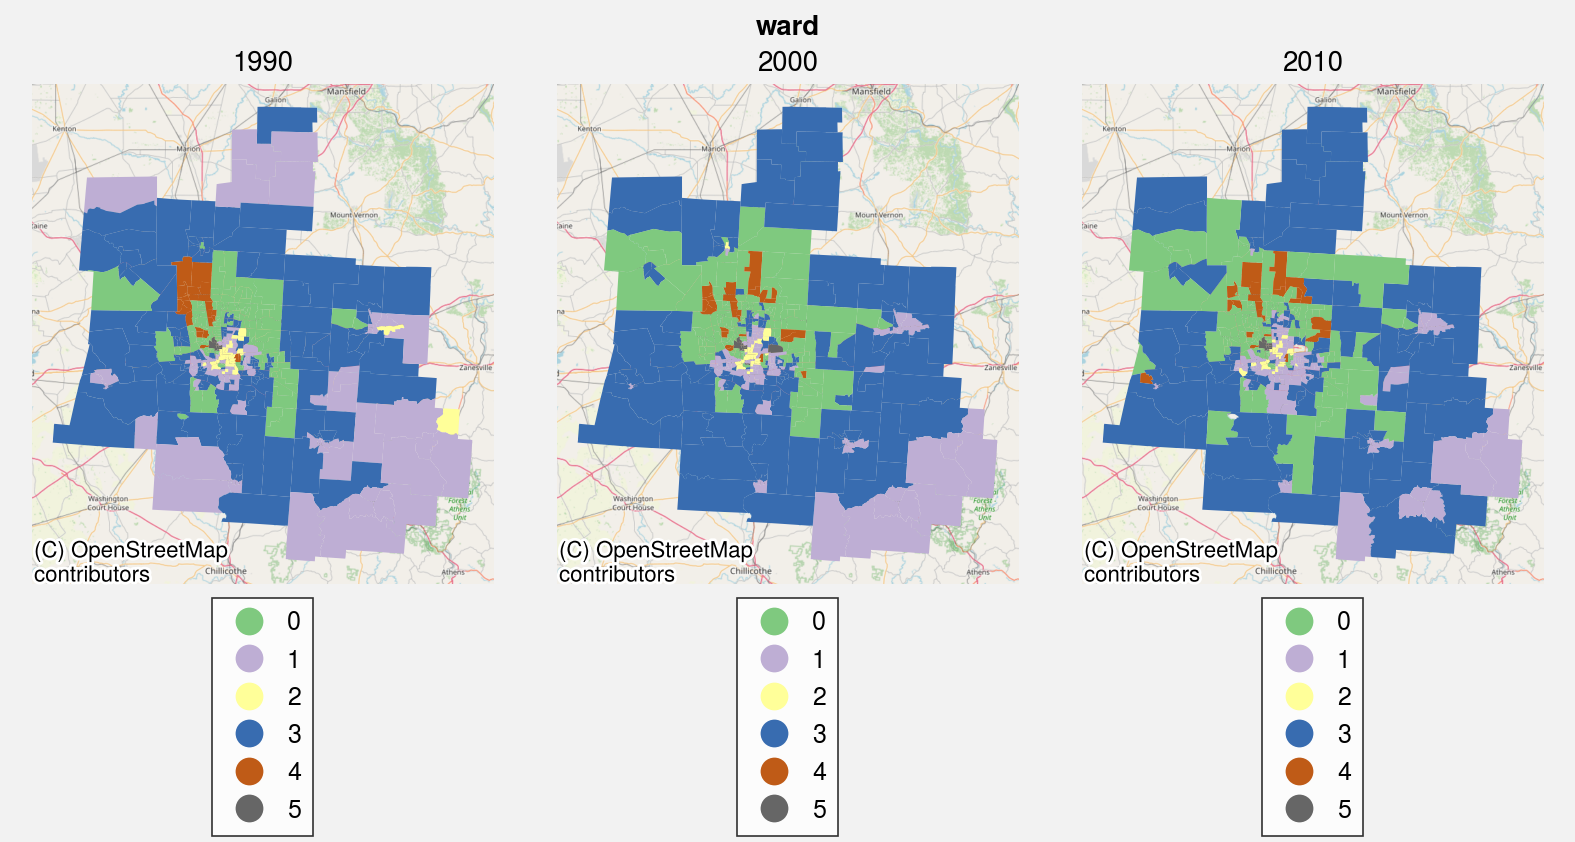 ward
1990
2000
2010
Galion
Mansfield
Kenton
Marion
Mount Vernon
Zanesville
Washington
Court House
Forest
Athens
Unit
(C) OpenStreetMap
contributors
Chillicothe
Athens
Galion
Mansfield
Kenton
Marion
Mount Vernon
Zanesville
Washington
Court House
Forest
Athens
Unit
(C) OpenStreetMap
contributors
Chillicothe
Athens
Galion
Mansfield
Kenton
Marion
Mount Vernon
Zanesville
Washington
Court House
Forest
Athens
Unit
(C) OpenStreetMap
contributors
Chillicothe
Athens
0
1
2
3
4
5
0
1
2
3
4
5
0
1
2
3
4
5